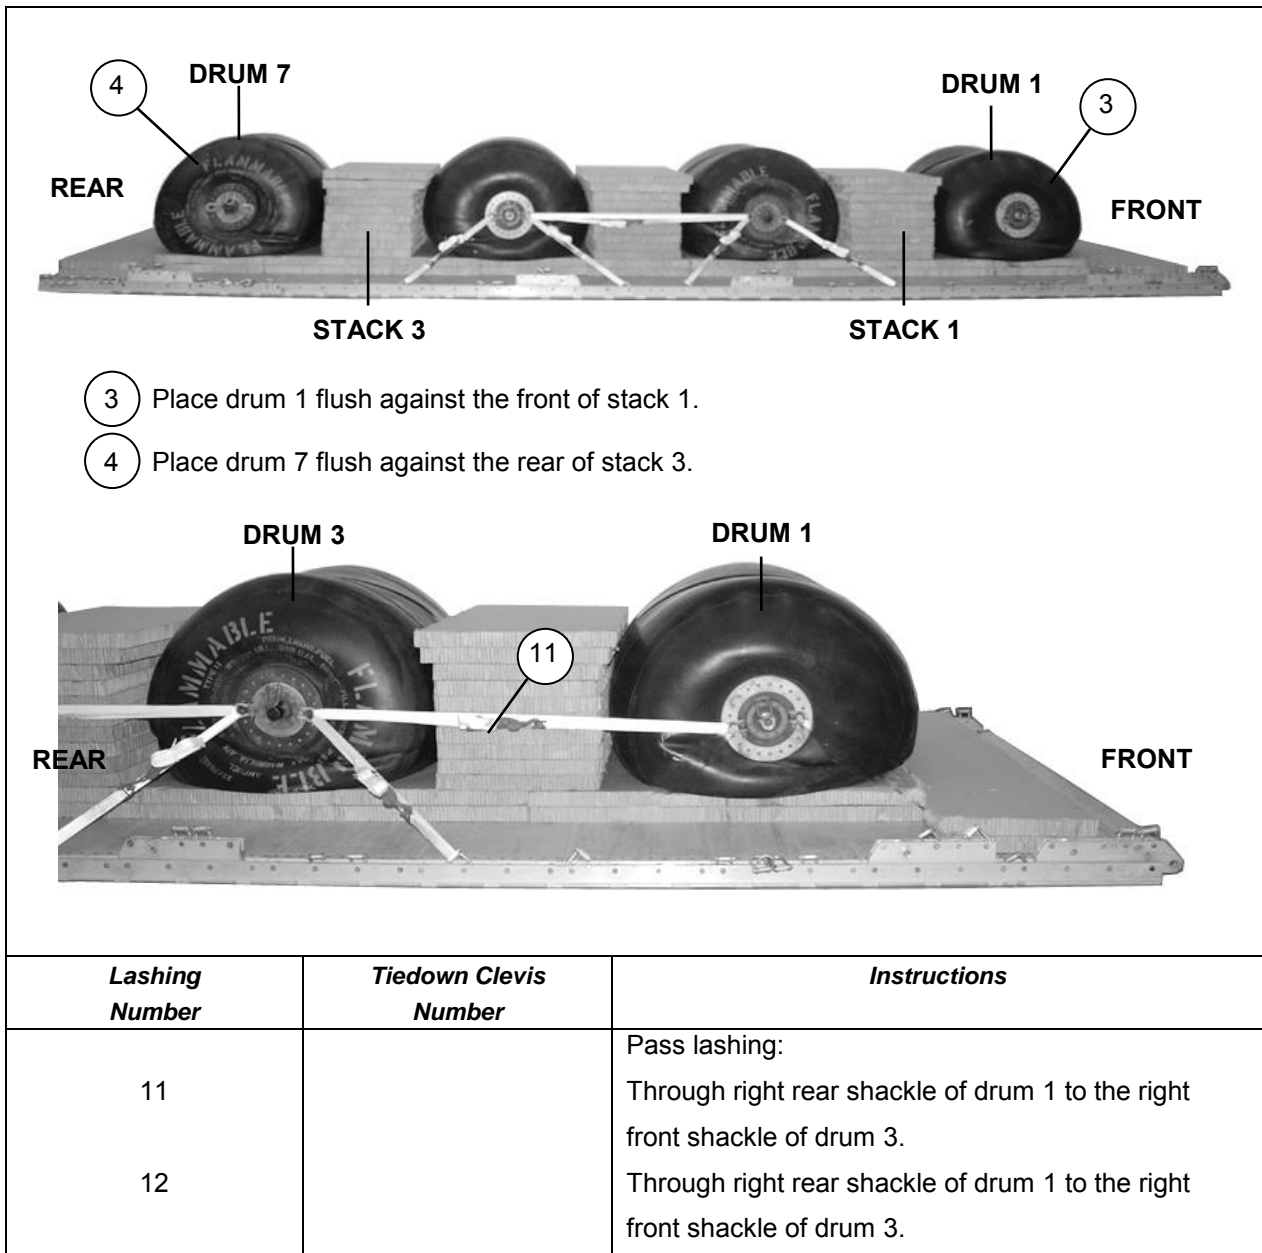 DRUM 7
DRUM 1
4
3
REAR
FRONT
FLAMMABLE
FLAMMABLE
FLAMMABLE
STACK 3
STACK 1
3 Place drum 1 flush against the front of stack 1.
4 Place drum 7 flush against the rear of stack 3.
DRUM 3
DRUM 1
11
REAR
FRONT
Lashing Number
Tiedown Clevis Number
Instructions
Pass lashing:
11
Through right rear shackle of drum 1 to the right
front shackle of drum 3.
12
Through right rear shackle of drum 1 to the right
front shackle of drum 3.